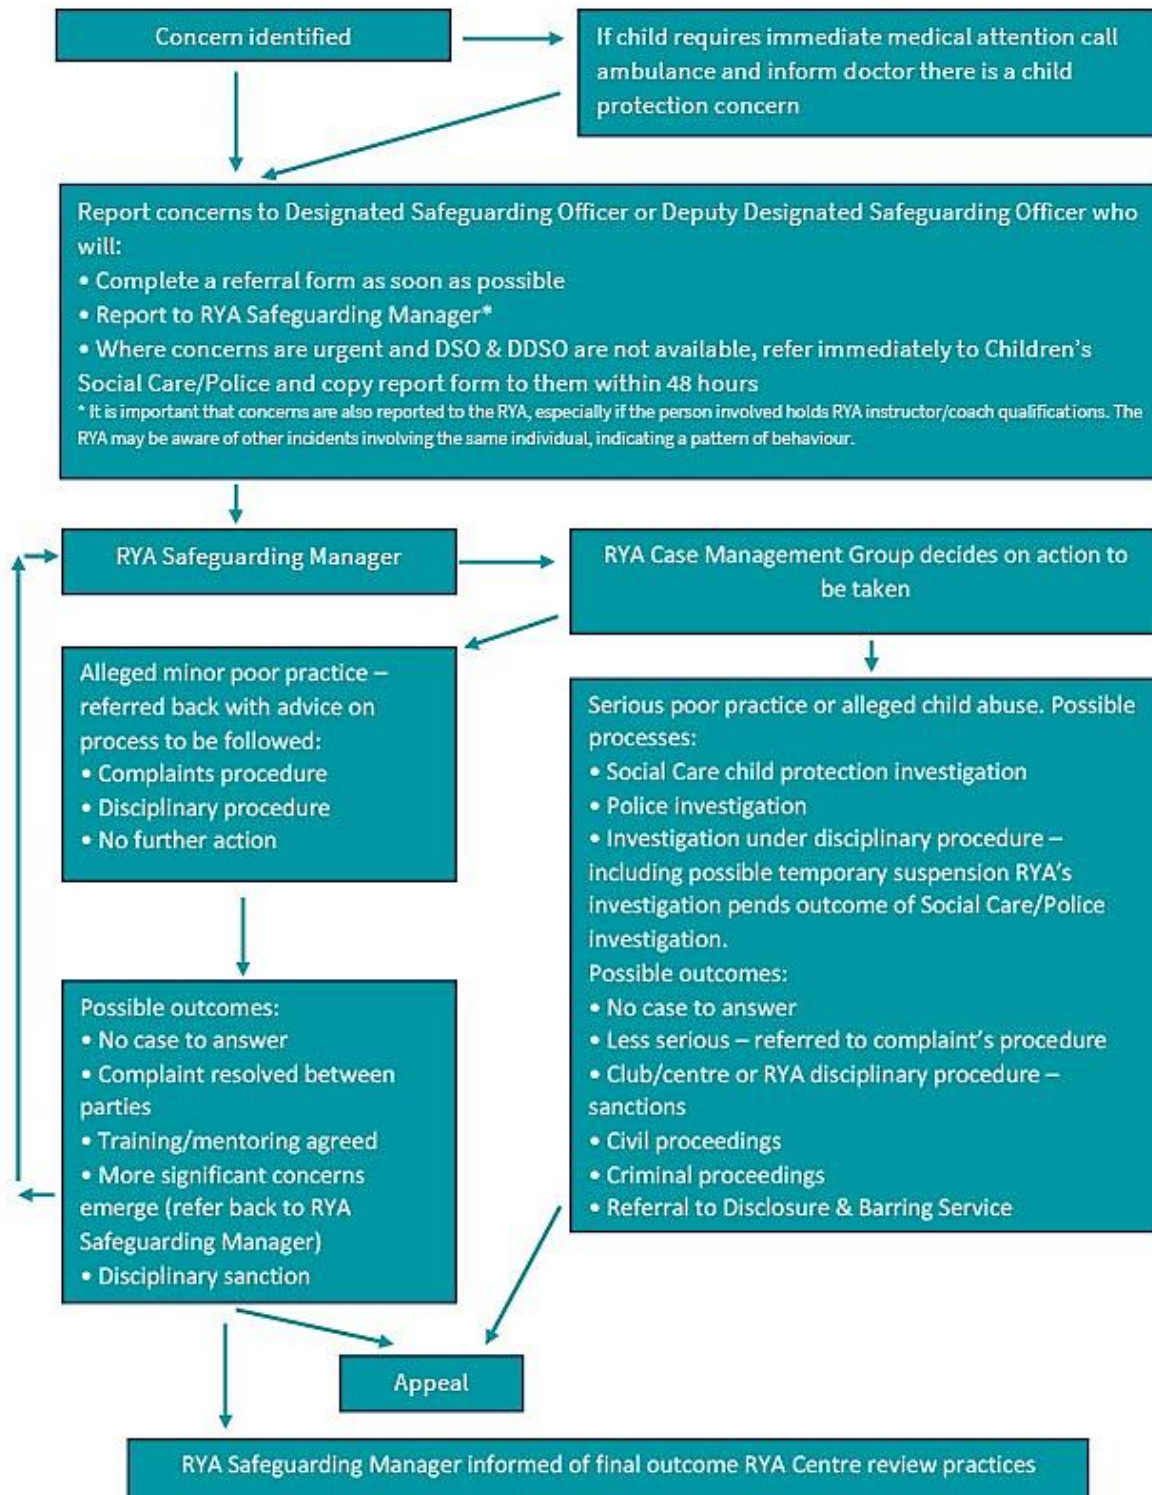 Concern identified
If child requires immediate medical attention call
ambulance and inform doctor there is a child
protection concern
Report concerns to Designated Safeguarding Officer or Deputy Designated Safeguarding Officer who
will:
• Complete a referral form as soon as possible
• Report to RYA Safeguarding Manager*
• Where concerns are urgent and DSO & DDSO are not available, refer immediately to Children's
Social Care/Police and copy report form to them within 48 hours
* It is important that concerns are also reported to the RYA, especially if the person involved holds RYA instructor/coach qualifications. The
RYA may be aware of other incidents involving the same individual, indicating a pattern of behaviour.
RYA Safeguarding Manager
RYA Case Management Group decides on action to
be taken
Alleged minor poor practice –
referred back with advice on
process to be followed:
• Complaints procedure
• Disciplinary procedure
• No further action
Serious poor practice or alleged child abuse. Possible
processes:
• Social Care child protection investigation
• Police investigation
• Investigation under disciplinary procedure –
including possible temporary suspension RYA's
investigation pends outcome of Social Care/Police
investigation.
Possible outcomes:
• No case to answer
• Less serious – referred to complaint's procedure
• Club/centre or RYA disciplinary procedure –
sanctions
• Civil proceedings
• Criminal proceedings
• Referral to Disclosure & Barring Service
Possible outcomes:
• No case to answer
• Complaint resolved between
parties
• Training/mentoring agreed
• More significant concerns
emerge (refer back to RYA
Safeguarding Manager)
• Disciplinary sanction
Appeal
RYA Safeguarding Manager informed of final outcome RYA Centre review practices